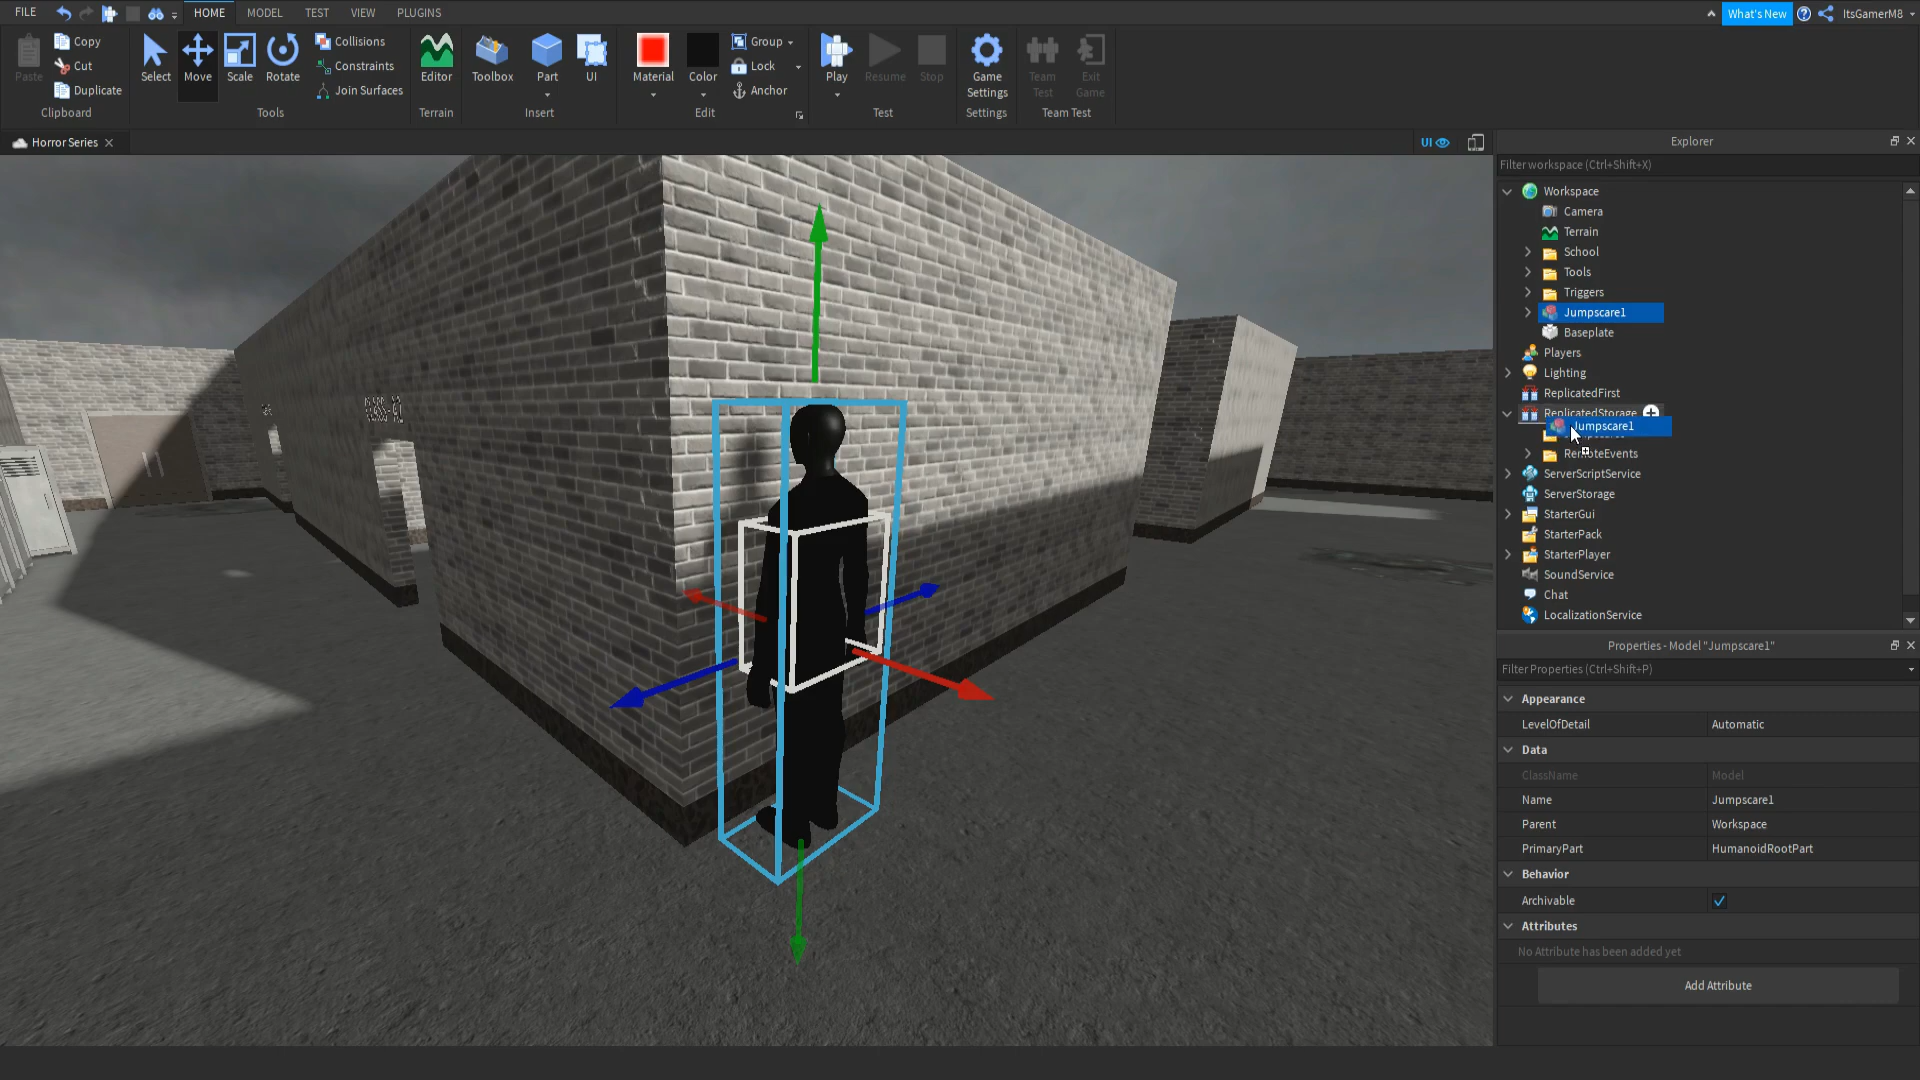 FILE
HOME
MODEL
TEST
VIEW
PLUGINS
What's New
ItsGamerM8
Paste
Copy
Cut
Duplicate
Clipboard
Select
Move
Scale
Rotate
Collisions
Constraints
Join Surfaces
Tools
Editor
Terrain
Toolbox
Part
UI
Insert
Material
Color
Group
Lock
Anchor
Edit
Play
Resume
Stop
Test
Game
Settings
Settings
Team
Test
Exit
Game
Team Test
Horror Series
UI
Explorer
Filter workspace (Ctrl+Shift+X)
Workspace
Camera
Terrain
School
Tools
Triggers
Jumpscare1
Baseplate
Players
Lighting
ReplicatedFirst
ReplicatedStorage
Jumpscare1
RemoteEvents
ServerScriptService
ServerStorage
StarterGui
StarterPack
StarterPlayer
SoundService
Chat
LocalizationService
Properties - Model "Jumpscare1"
Filter Properties (Ctrl+Shift+P)
Appearance
LevelOfDetail Automatic
Data
ClassName Model
Name Jumpscare1
Parent Workspace
PrimaryPart HumanoidRootPart
Behavior
Archivable
Attributes
No Attribute has been added yet
Add Attribute